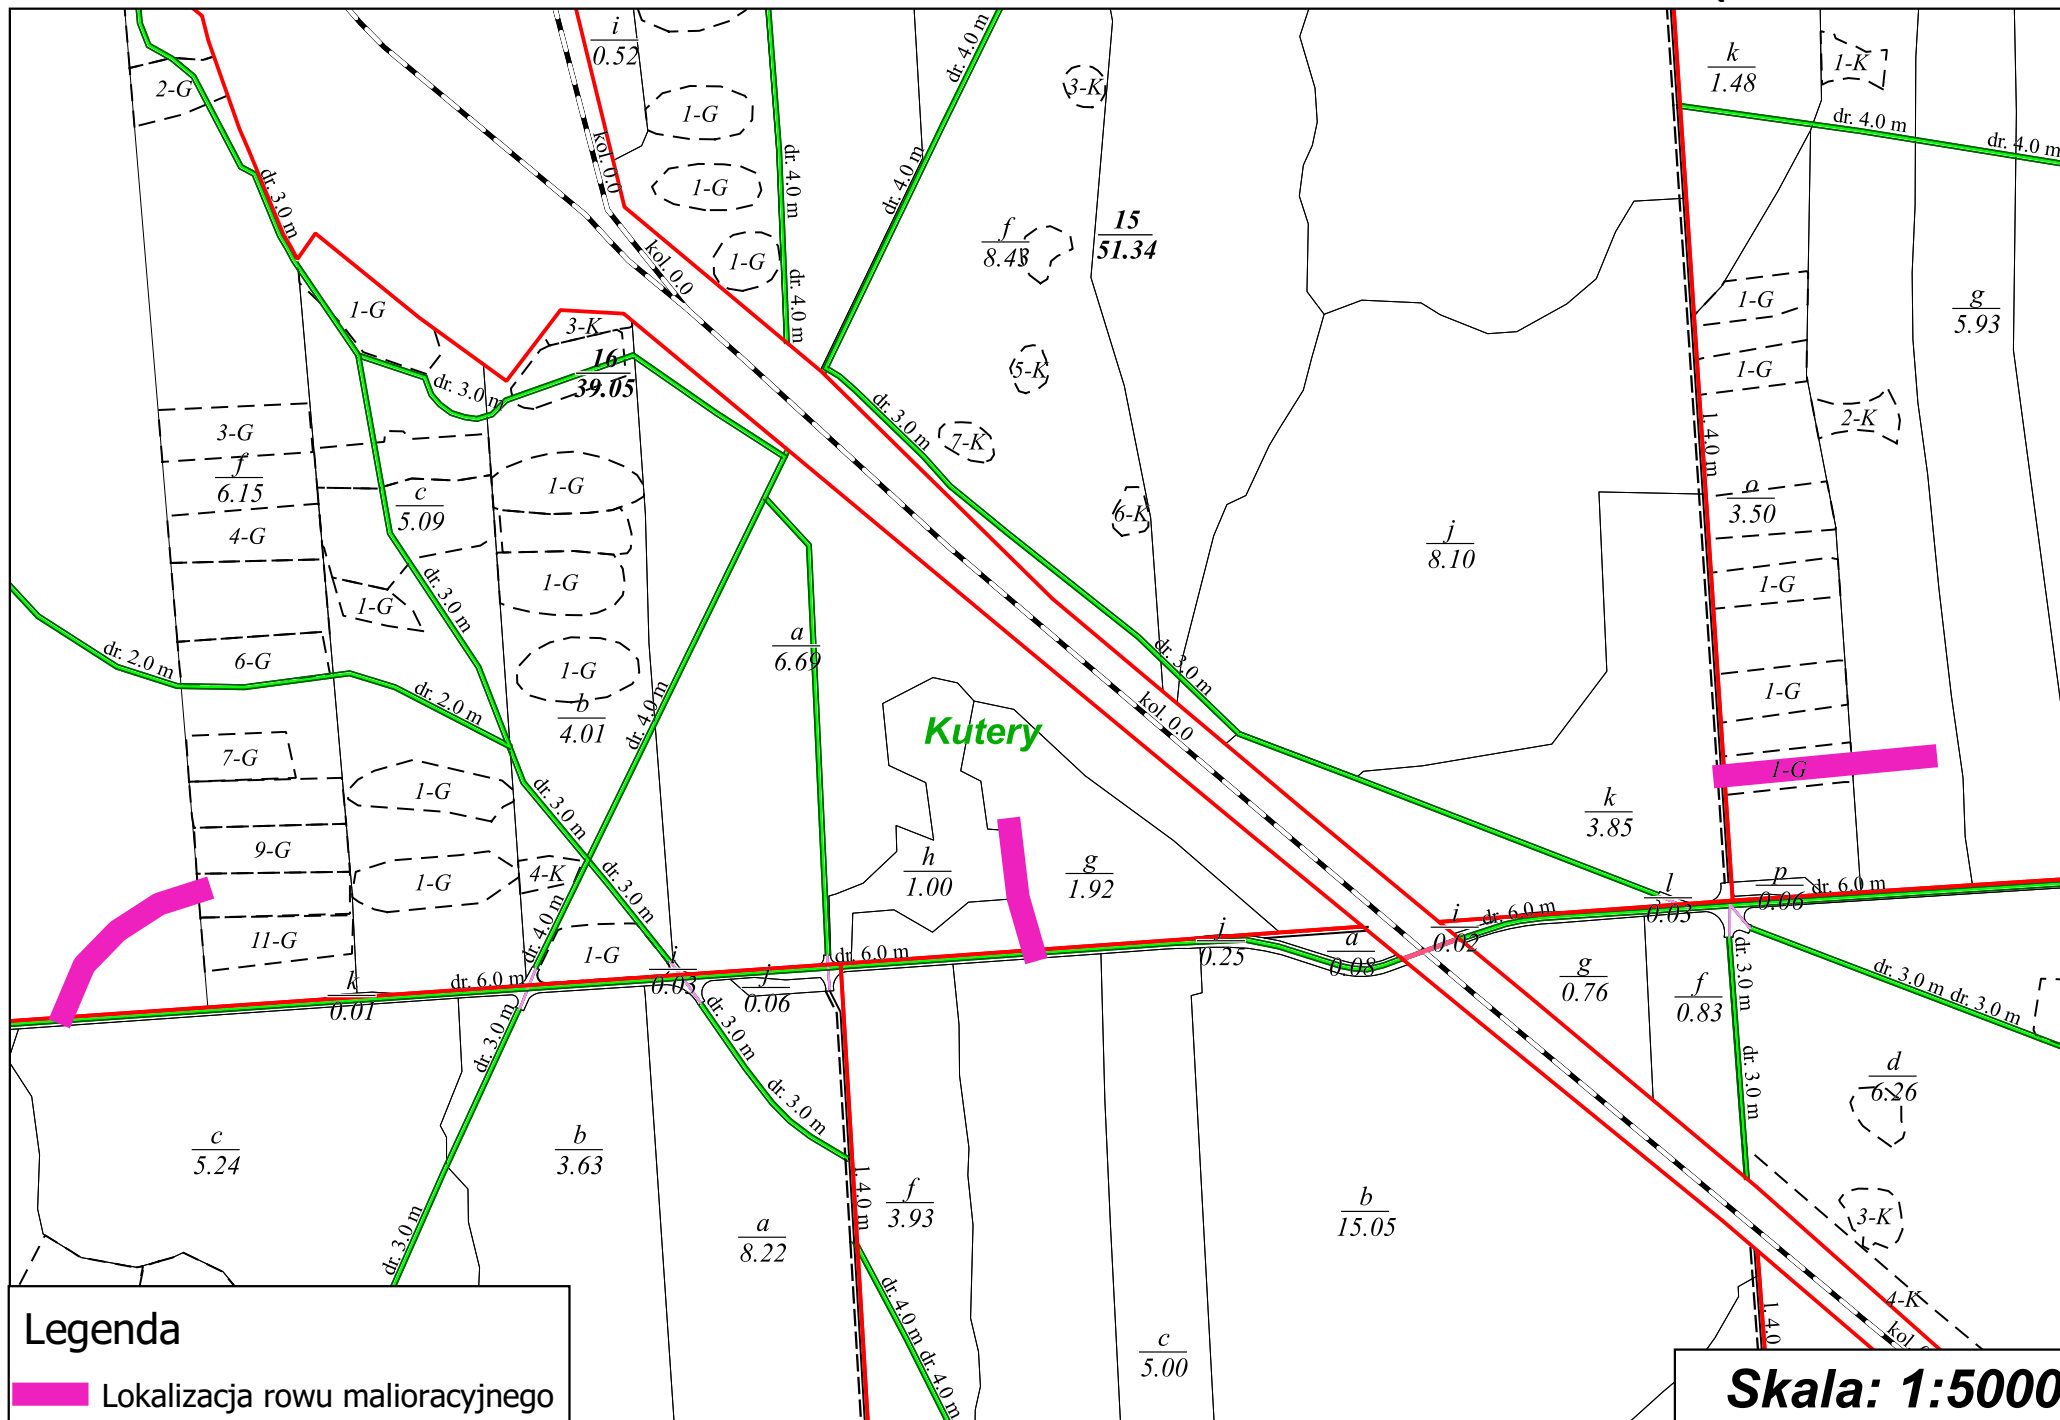 i
0.52
k
1.48
1-K
2-G
1-G
3-K
dr. 4.0 m
dr. 4.0 m
dr. 4.0 m
kol. 0.0
dr. 4.0 m
dr. 4.0 m
1-G
dr. 3.0 m
15
51.34
f
8.43
1-G
kol. 0.0
dr. 4.0 m
1-G
3-K
1-G
g
5.93
16
39.05
5-K
1-G
dr. 3.0 m
dr. 3.0 m
2-K
3-G
7-K
l. 4.0 m
f
6.15
c
5.09
1-G
6-K
o
3.50
4-G
j
8.10
1-G
1-G
1-G
dr. 3.0 m
a
6.69
6-G
dr. 2.0 m
1-G
dr. 3.0 m
1-G
dr. 2.0 m
b
4.01
dr. 4.0 m
kol. 0.0
Kutery
7-G
1-G
1-G
dr. 3.0 m
k
3.85
9-G
h
1.00
g
1.92
1-G
4-K
dr. 3.0 m
l
0.03
p
0.06
dr. 6.0 m
11-G
dr. 4.0 m
1-G
dr. 6.0 m
i
0.02
dr. 6.0 m
j
0.25
a
0.08
dr. 6.0 m
k
0.01
i
0.03
j
0.06
g
0.76
f
0.83
dr. 3.0 m
dr. 3.0 m
dr. 3.0 m
dr. 3.0 m
dr. 3.0 m
dr. 3.0 m
d
6.26
dr. 3.0 m
c
5.24
b
3.63
f
3.93
l. 4.0 m
b
15.05
3-K
a
8.22
dr. 3.0 m
4-K
dr. 4.0 m
dr. 4.0 m
l. 4.0
kol.
c
5.00
Legenda
Lokalizacja rowu malioracyjnego
Skala: 1:5000